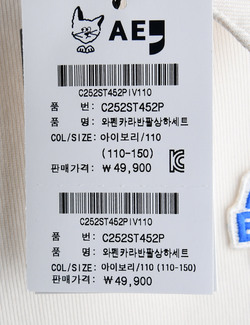 AE,
C252ST452PIV110
품 번: C252ST452P
품 명: 와펜카라반팔상하세트
COL/SIZE: 아이보리/110
(110-150)
판매가격: ₩ 49,900
C252ST452PIV110
품 번: C252ST452P
품 명: 와펜카라반팔상하세트
COL/SIZE: 아이보리/110 (110-150)
판매가격: ₩ 49,900